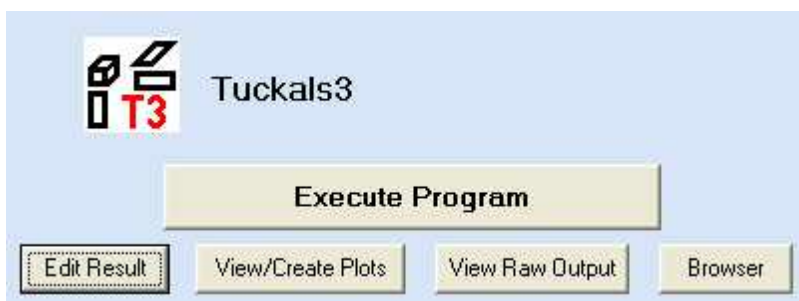 T3
Tuckals3
Execute Program
Edit Result
View/Create Plots
View Raw Output
Browser